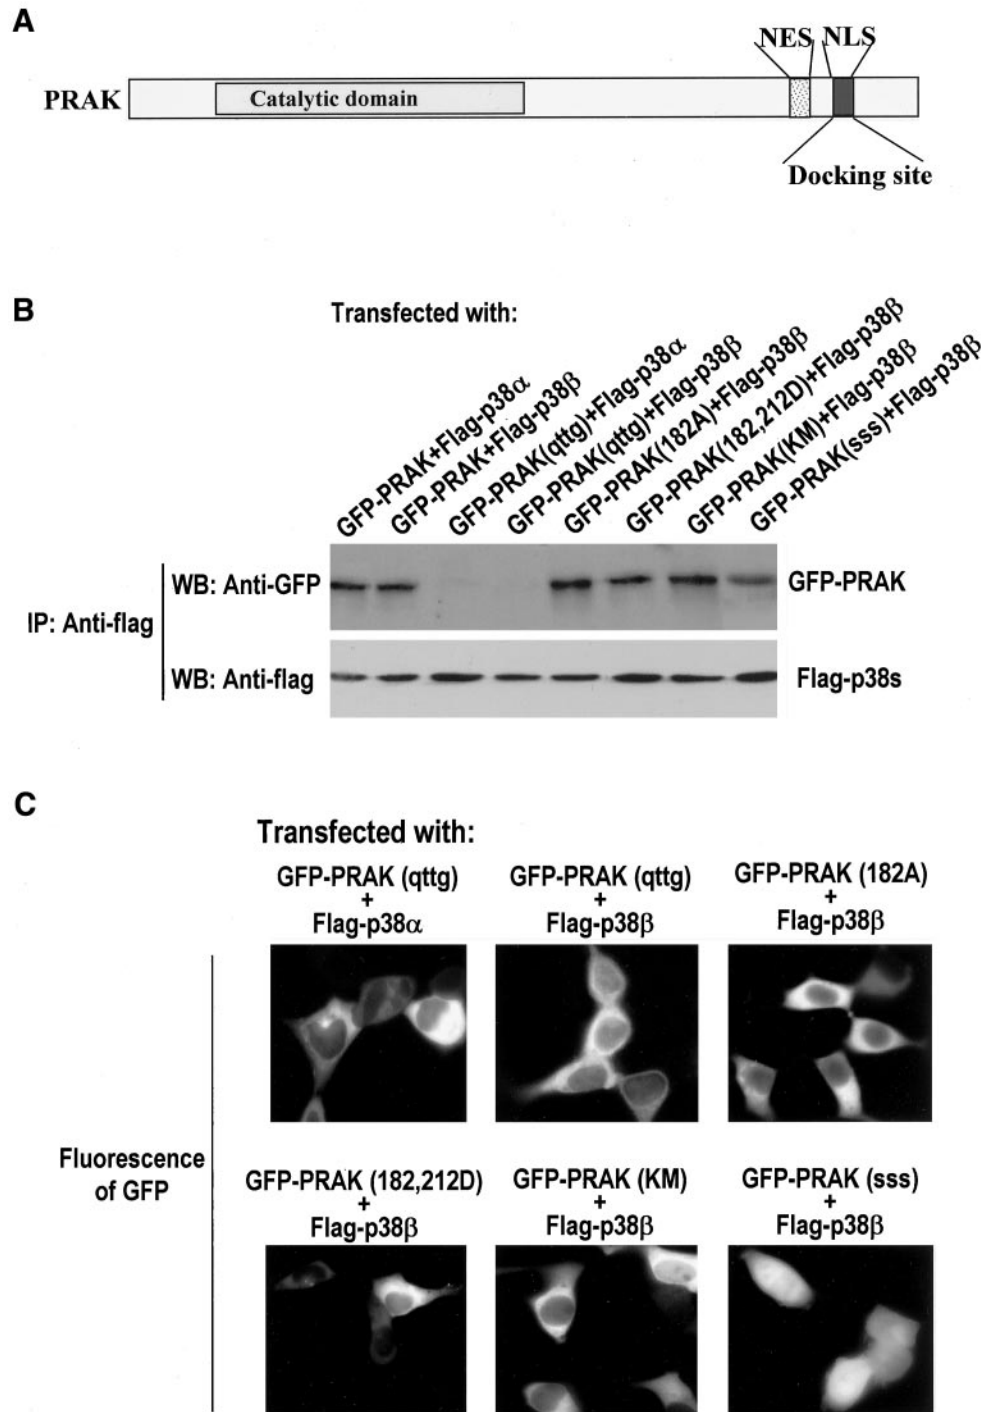 A
NES NLS
PRAK
Catalytic domain
Docking site
B
Transfected with:
GFP-PRAK+Flag-p38α
GFP-PRAK+Flag-p38β
GFP-PRAK(qttg)+Flag-p38α
GFP-PRAK(qttg)+Flag-p38β
GFP-PRAK(182A)+Flag-p38β
GFP-PRAK(182,212D)+Flag-p38β
GFP-PRAK(KM)+Flag-p38β
GFP-PRAK(sss)+Flag-p38β
IP: Anti-flag
WB: Anti-GFP
GFP-PRAK
WB: Anti-flag
Flag-p38s
C
Transfected with:
GFP-PRAK (qttg)
+
Flag-p38α
GFP-PRAK (qttg)
+
Flag-p38β
GFP-PRAK (182A)
+
Flag-p38β
Fluorescence
of GFP
GFP-PRAK (182,212D)
+
Flag-p38β
GFP-PRAK (KM)
+
Flag-p38β
GFP-PRAK (sss)
+
Flag-p38β